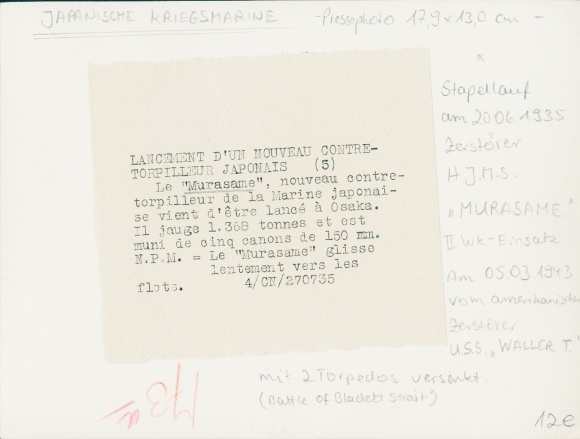 JAPANISCHE KRIEGSMARINE
-Pressephoto 17,9 x 13,0 cm -
x
Stapellauf
am 20.06.1935
Zerstörer
H.J.M.S.
„MURASAME"
II WK-Einsatz
Am 05.03.1943
vom amerikanischen
Zerstörer
U.S.S. „WALLER T."
mit 2 Torpedos versenkt.
(Battle of Blackett Strait)
LANCEMENT D'UN NOUVEAU CONTRE-
TORPILLEUR JAPONAIS (3)
Le "Murasame", nouveau contre-
torpilleur de la Marine japonai-
se vient d'être lancé à Osaka.
Il jauge 1.368 tonnes et est
muni de cinq canons de 150 mm.
N.P.M. = Le "Murasame" glisse
lentement vers les
flots. 4/CN/270735
12€